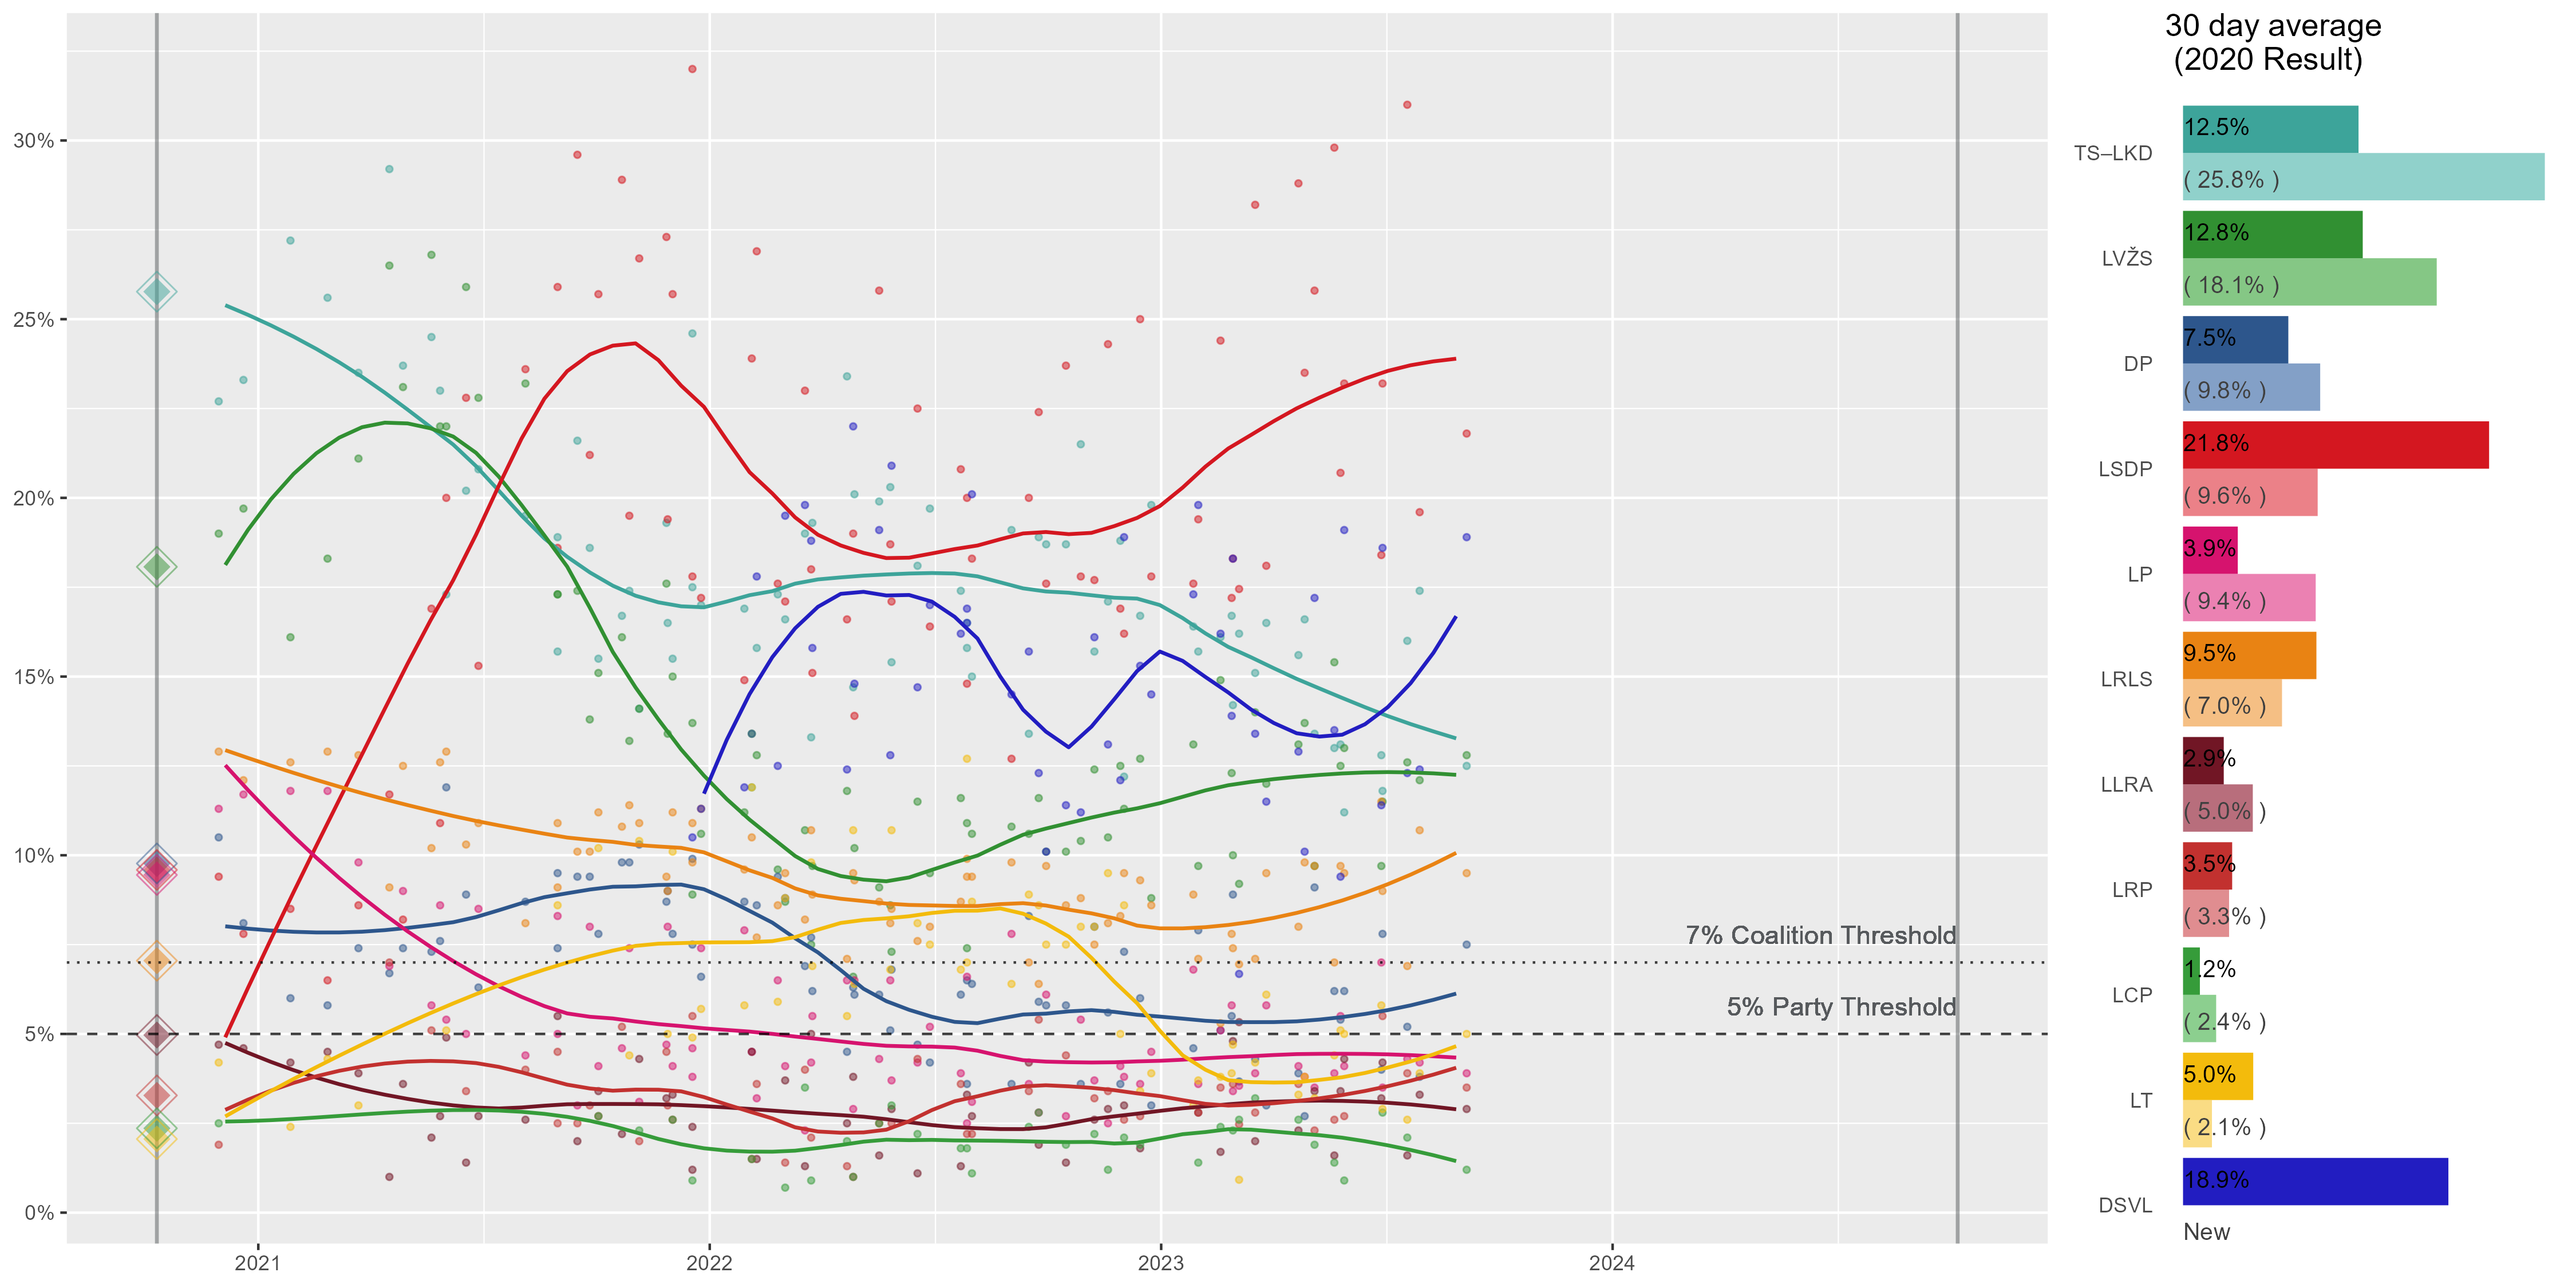 30 day average
(2020 Result)
30%
25%
20%
15%
10%
5%
0%
2021
2022
2023
2024
7% Coalition Threshold
5% Party Threshold
TS–LKD
12.5%
( 25.8% )
LVŽS
12.8%
( 18.1% )
DP
7.5%
( 9.8% )
LSDP
21.8%
( 9.6% )
LP
3.9%
( 9.4% )
LRLS
9.5%
( 7.0% )
LLRA
2.9%
( 5.0% )
LRP
3.5%
( 3.3% )
LCP
1.2%
( 2.4% )
LT
5.0%
( 2.1% )
DSVL
18.9%
New